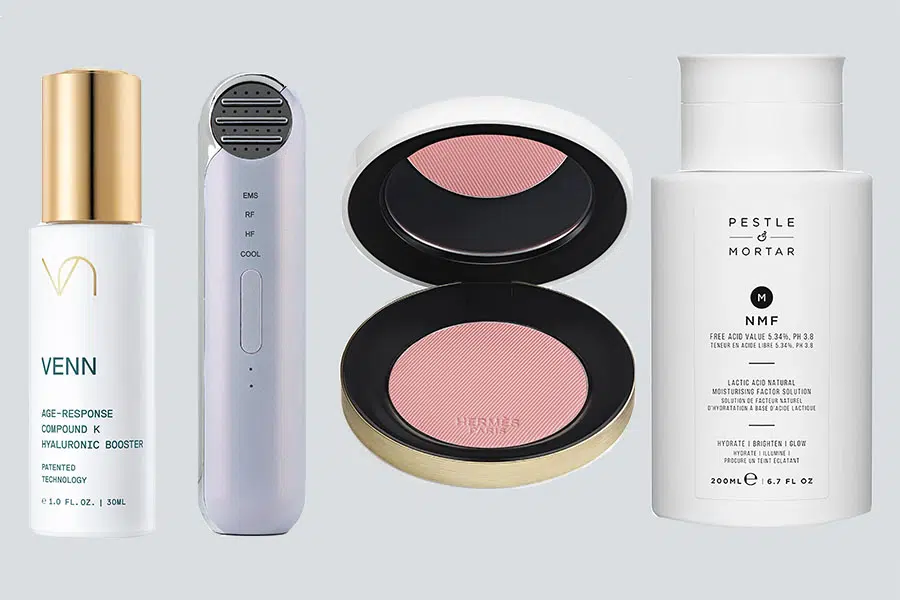 VENN
AGE-RESPONSE
COMPOUND K
HYALURONIC BOOSTER
PATENTED
TECHNOLOGY
e 1.0 FL.OZ. | 30ML
EMS
RF
HF
COOL
HERMÈS
PARIS
PESTLE
&
MORTAR
M
NMF
FREE ACID VALUE 5.34%, PH 3.8
TENEUR EN ACIDE LIBRE 5.34%, PH 3.8
LACTIC ACID NATURAL
MOISTURISING FACTOR SOLUTION
SOLUTION DE FACTEUR NATUREL
D'HYDRATATION À BASE D'ACIDE LACTIQUE
HYDRATE | BRIGHTEN | GLOW
HYDRATE | ILLUMINE |
PROCURE UN TEINT ÉCLATANT
200ML e | 6.7 FL OZ